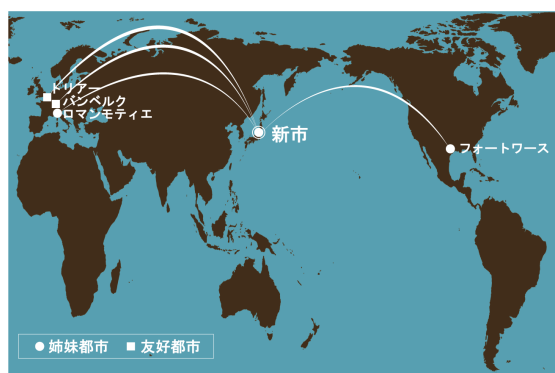 トリアー
バンベルク
ロマンモティエ
新市
フォートワース
●姉妹都市 ■友好都市